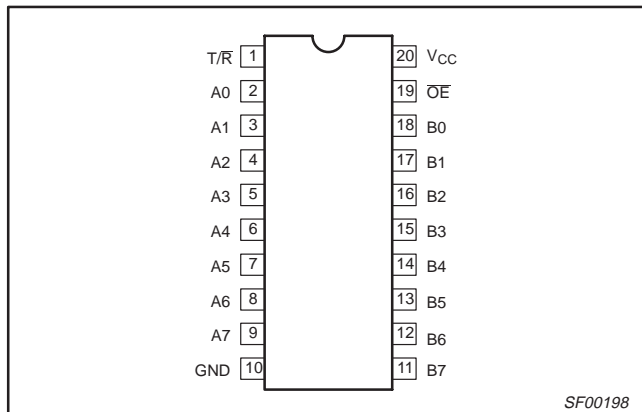 T/R̅ 1 20 VCC
A0 2 19 O̅E̅
A1 3 18 B0
A2 4 17 B1
A3 5 16 B2
A4 6 15 B3
A5 7 14 B4
A6 8 13 B5
A7 9 12 B6
GND 10 11 B7
SF00198